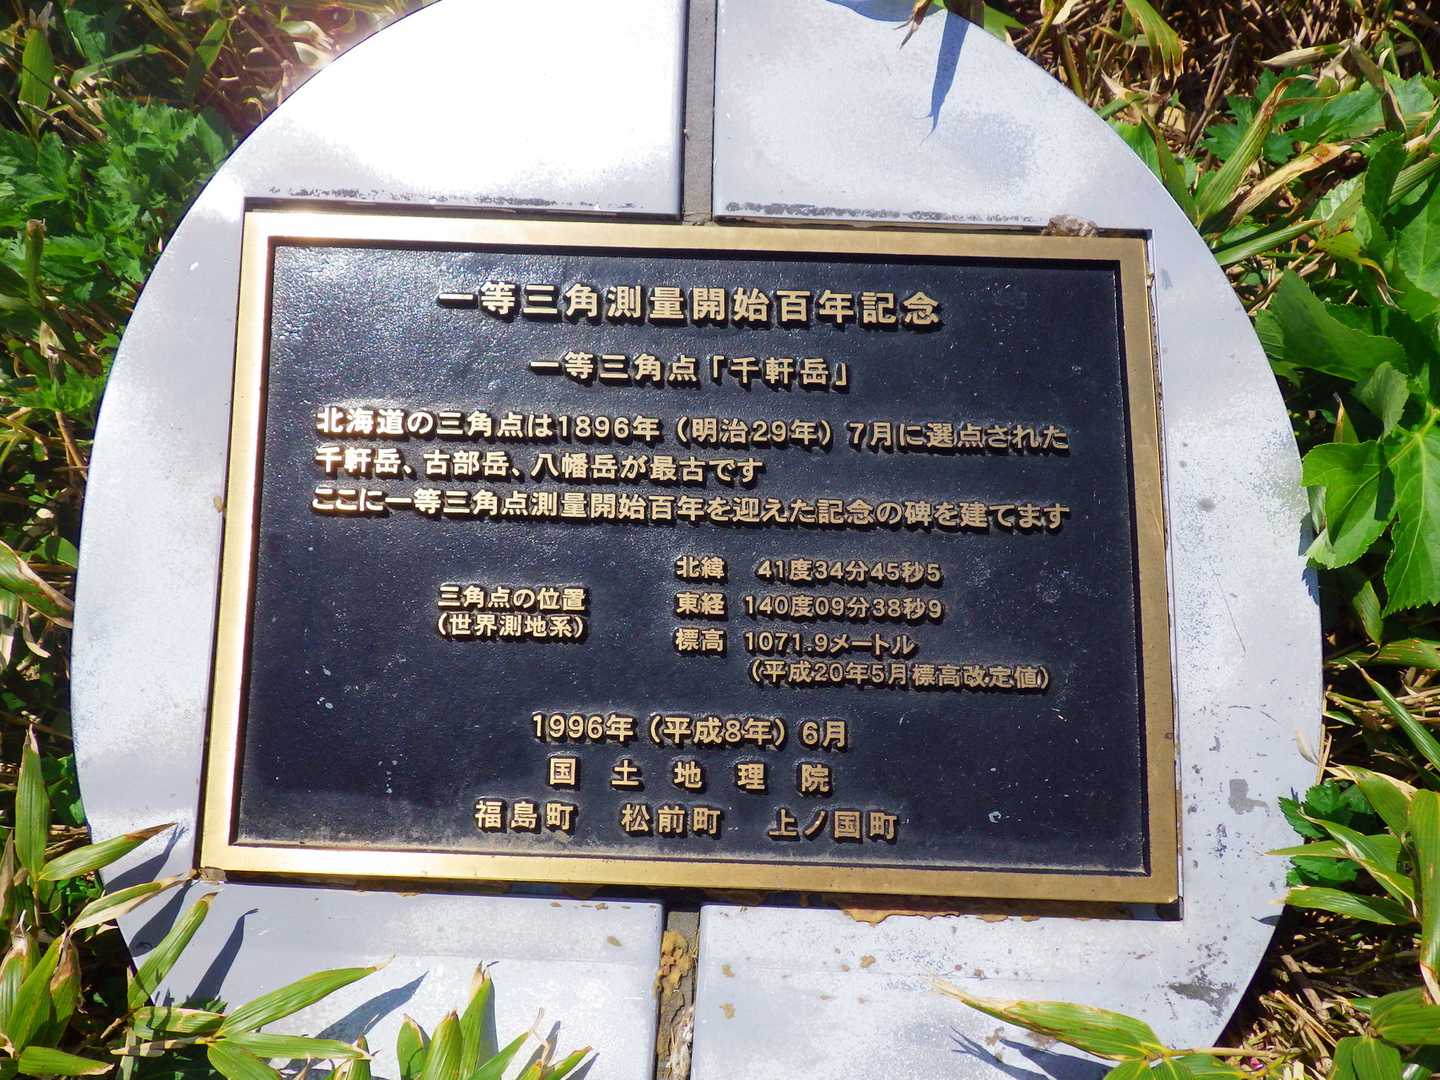 一等三角測量開始百年記念
一等三角点「千軒岳」
北海道の三角点は1896年（明治29年）7月に選点された
千軒岳、古部岳、八幡岳が最古です
ここに一等三角点測量開始百年を迎えた記念の碑を建てます
三角点の位置
（世界測地系）
北緯 41度34分45秒5
東経 140度09分38秒9
標高 1071.9メートル
（平成20年5月標高改定値）
1996年（平成8年）6月
国土地理院
福島町 松前町 上ノ国町